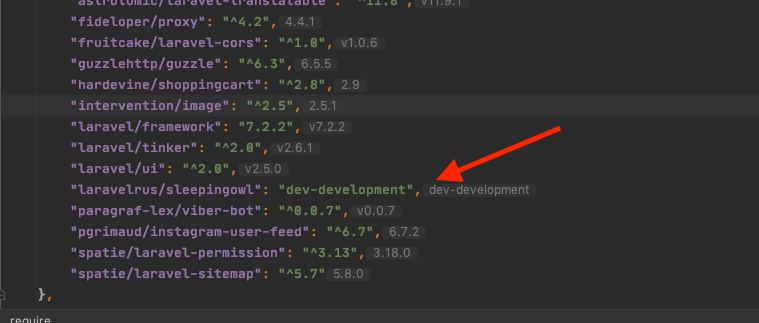 "astrotomic/laravel-translatable": "^11.8", v11.9.1
"fideloper/proxy": "^4.2", 4.4.1
"fruitcake/laravel-cors": "^1.0", v1.0.6
"guzzlehttp/guzzle": "^6.3", 6.5.5
"hardevine/shoppingcart": "^2.8", 2.9
"intervention/image": "^2.5", 2.5.1
"laravel/framework": "7.2.2", v7.2.2
"laravel/tinker": "^2.0", v2.6.1
"laravel/ui": "^2.0", v2.5.0
"laravelrus/sleepingowl": "dev-development", dev-development
"paragraf-lex/viber-bot": "^0.0.7", v0.0.7
"pgrimaud/instagram-user-feed": "^6.7", 6.7.2
"spatie/laravel-permission": "^3.13", 3.18.0
"spatie/laravel-sitemap": "^5.7" 5.8.0
},
require